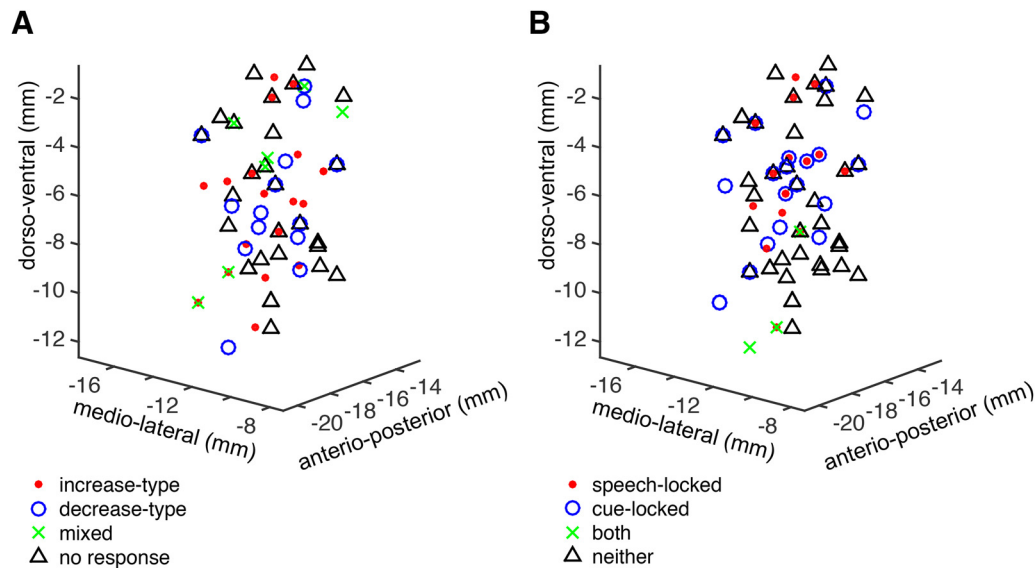 A
dorso-ventral (mm)
-2
-4
-6
-8
-10
-12
-16
-12
-8
medio-lateral (mm)
-20
-18
-16
-14
anterio-posterior (mm)
increase-type
decrease-type
mixed
no response
B
dorso-ventral (mm)
-2
-4
-6
-8
-10
-12
-16
-12
-8
medio-lateral (mm)
-20
-18
-16
-14
anterio-posterior (mm)
speech-locked
cue-locked
both
neither